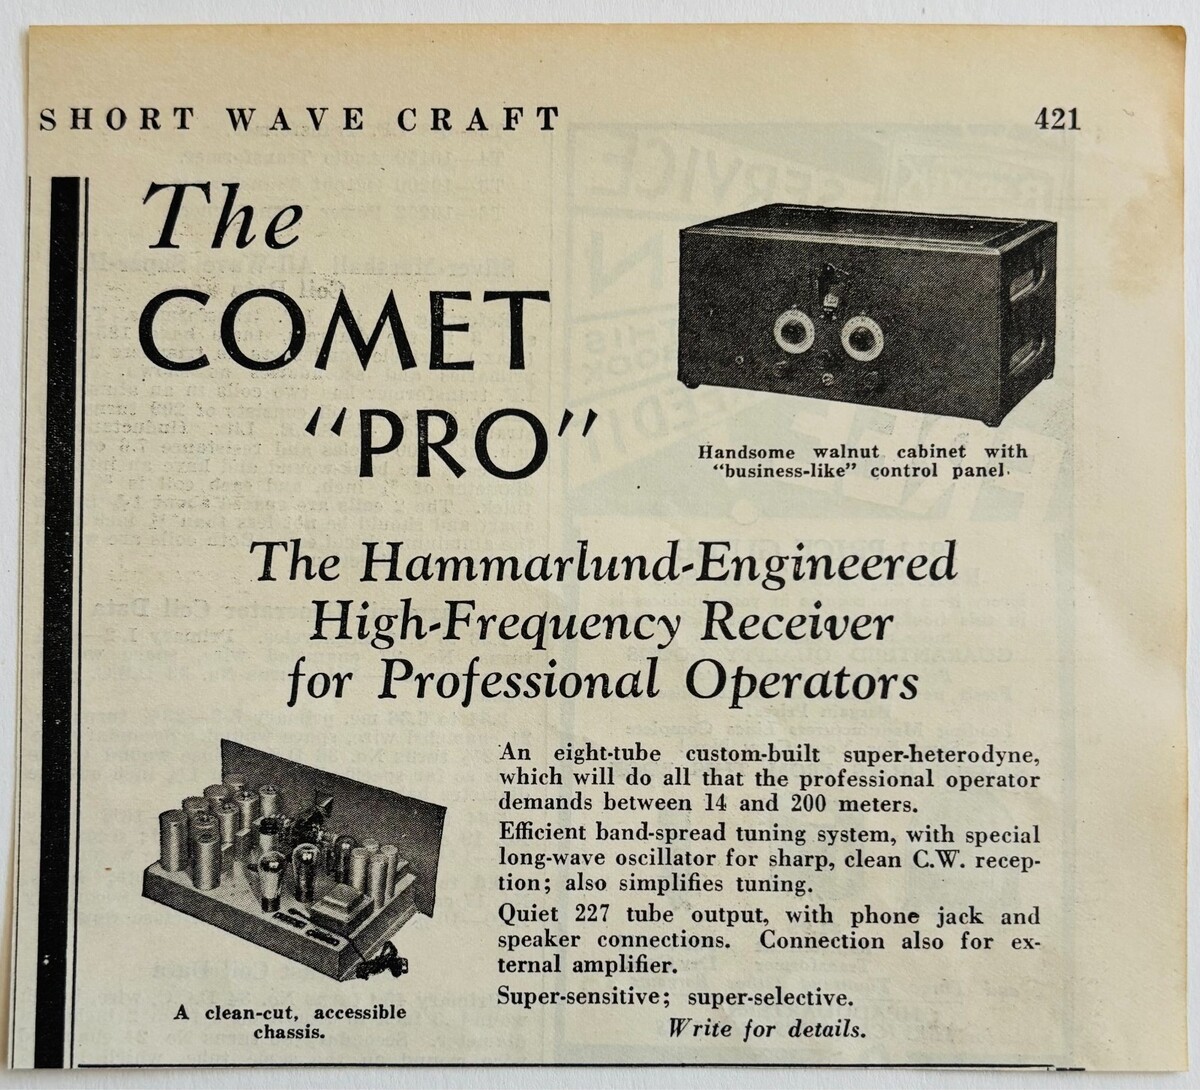 SHORT WAVE CRAFT 421
The
COMET
"PRO"
Handsome walnut cabinet with
"business-like" control panel.
The Hammarlund-Engineered
High-Frequency Receiver
for Professional Operators
An eight-tube custom-built super-heterodyne,
which will do all that the professional operator
demands between 14 and 200 meters.
Efficient band-spread tuning system, with special
long-wave oscillator for sharp, clean C.W. recep-
tion; also simplifies tuning.
Quiet 227 tube output, with phone jack and
speaker connections. Connection also for ex-
ternal amplifier.
Super-sensitive; super-selective.
Write for details.
A clean-cut, accessible
chassis.